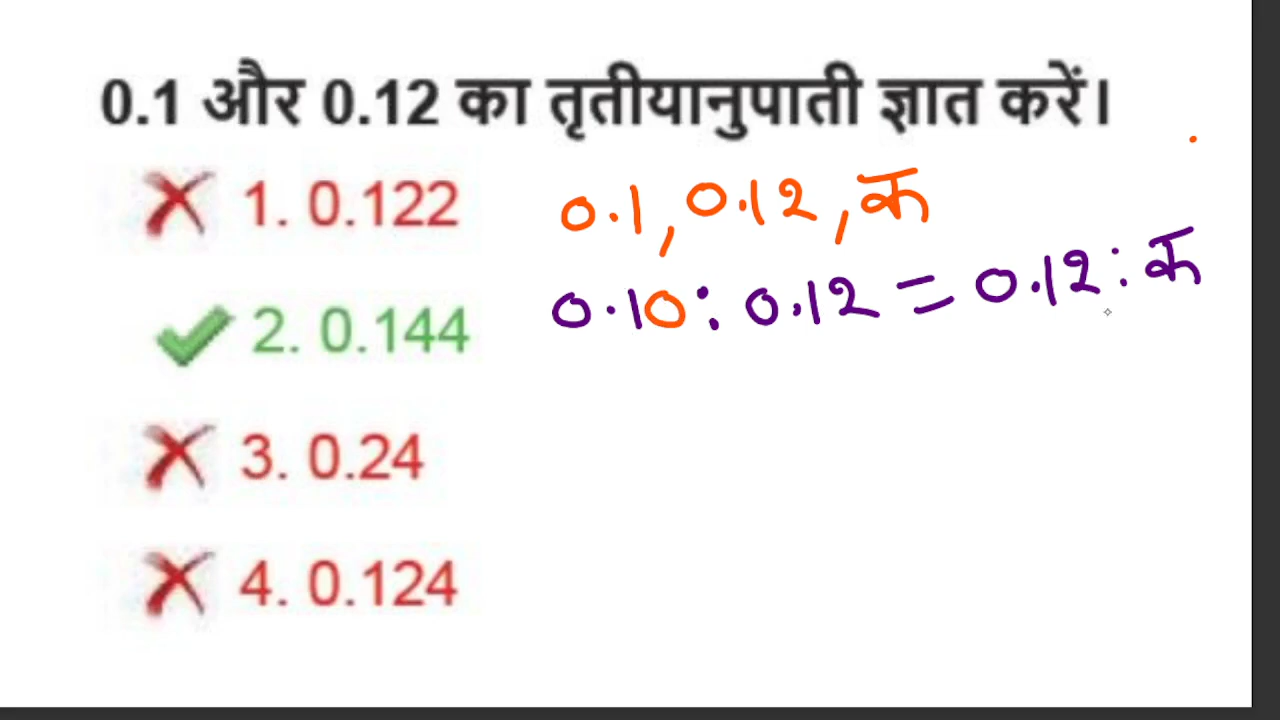 0.1 और 0.12 का तृतीयानुपाती ज्ञात करें।
1. 0.122
0.1, 0.12, क
0.10 : 0.12 = 0.12 : क
2. 0.144
3. 0.24
4. 0.124